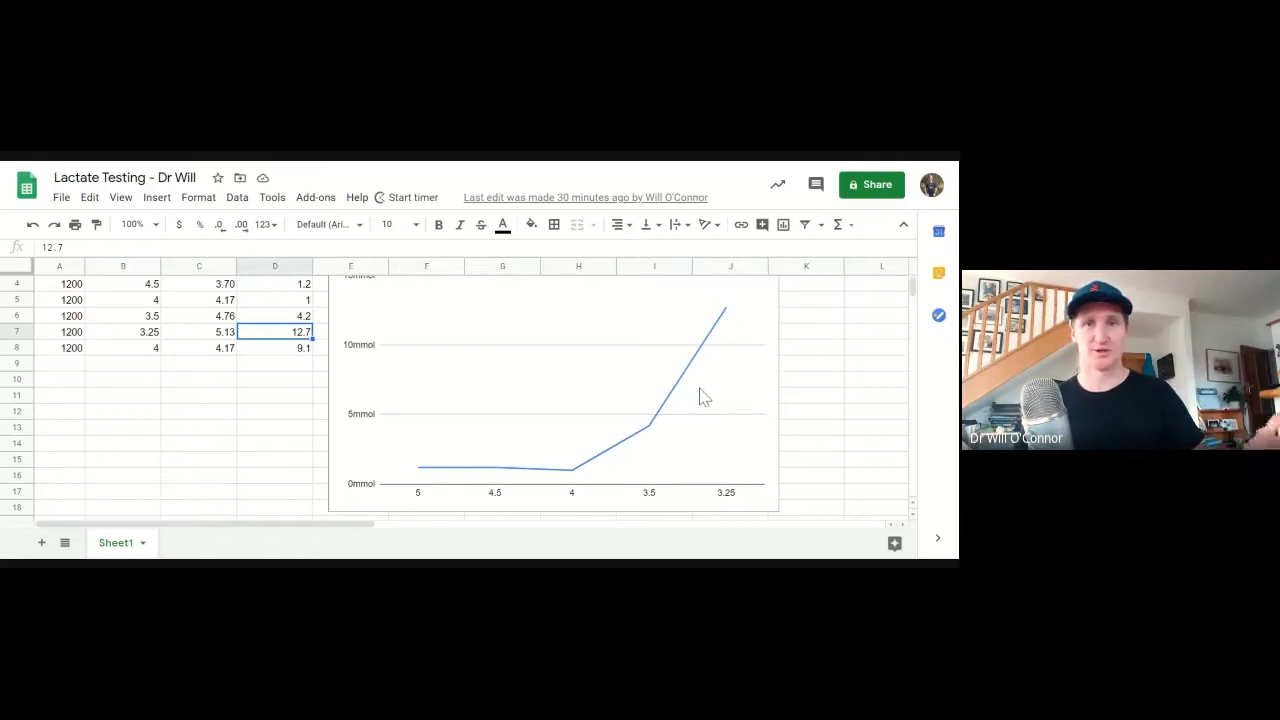 Lactate Testing - Dr Will
File Edit View Insert Format Data Tools Add-ons Help Start timer Last edit was made 30 minutes ago by Will O'Connor
Share
100% $ % .0 .00 123 Default (Ari... 10 B I S A
fx 12.7
A B C D E F G H I J K L
4 1200 4.5 3.70 1.2
5 1200 4 4.17 1
6 1200 3.5 4.76 4.2
7 1200 3.25 5.13 12.7
8 1200 4 4.17 9.1
9
10
11
12
13
14
15
16
17
18
10mmol
5mmol
0mmol
5 4.5 4 3.5 3.25
Sheet1
Dr Will O'Connor